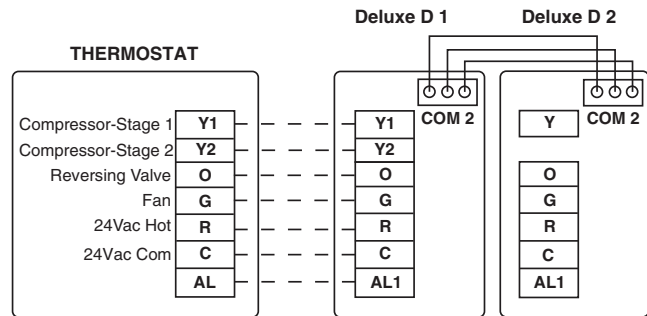 Deluxe D 1 Deluxe D 2
THERMOSTAT
COM 2 COM 2
Compressor-Stage 1 Y1 Y1 Y
Compressor-Stage 2 Y2 Y2
Reversing Valve O O O
Fan G G G
24Vac Hot R R R
24Vac Com C C C
AL AL1 AL1